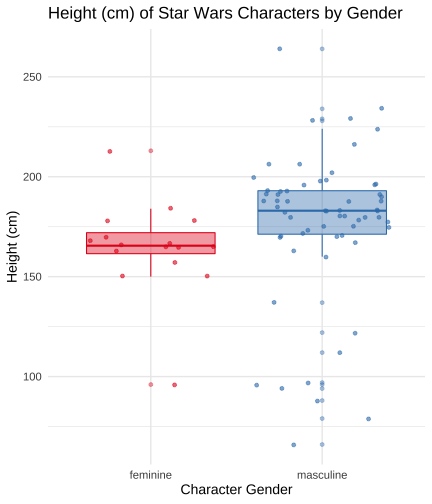 Height (cm) of Star Wars Characters by Gender
250
200
150
100
Height (cm)
feminine
masculine
Character Gender